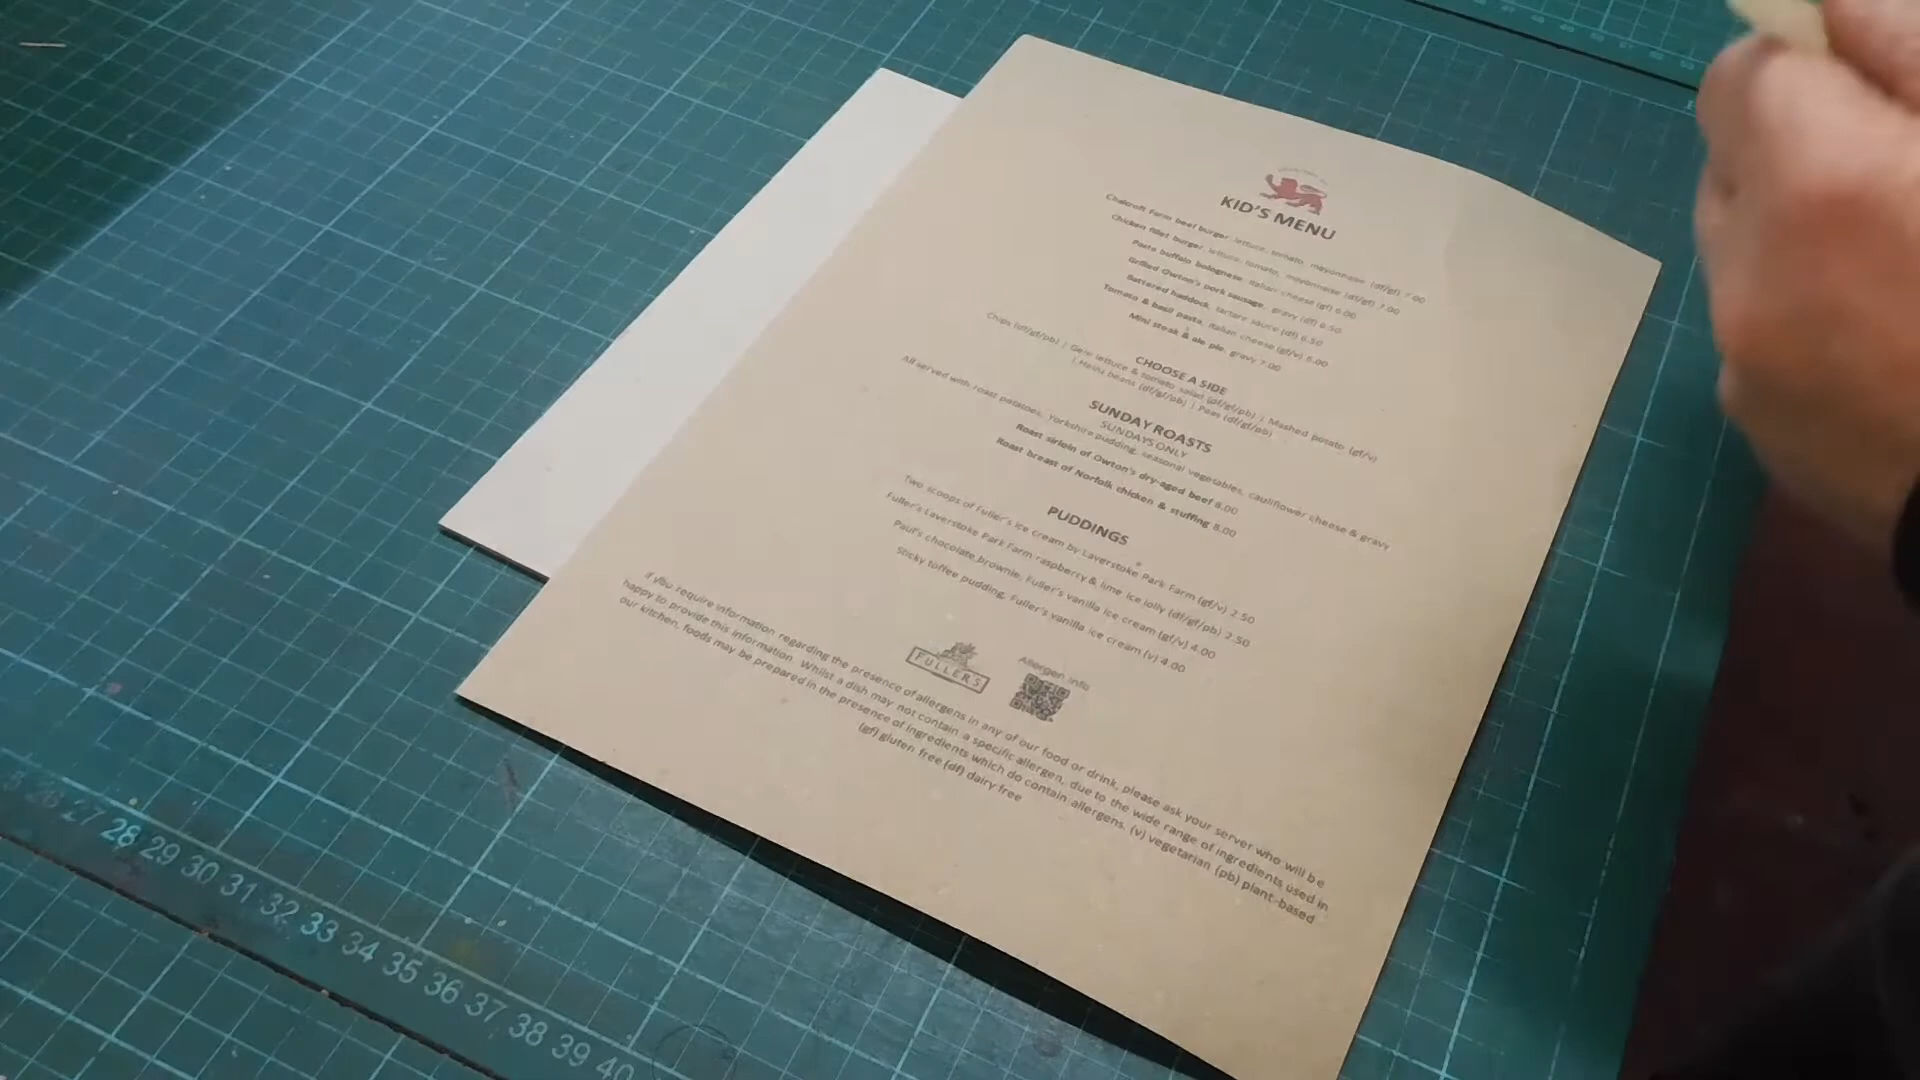 KID'S MENU
Chalcroft Farm beef burger, lettuce, tomato, mayonnaise (df/gf) 7.00
Chicken fillet burger, lettuce, tomato, mayonnaise (df/gf) 7.00
Pasta buffalo bolognese, Italian cheese (gf) 6.00
Grilled Owton's pork sausage, gravy (df) 6.50
Battered haddock, tartare sauce (df) 6.50
Tomato & basil pasta, Italian cheese (gf/v) 5.00
Mini steak & ale pie, gravy 7.00
CHOOSE A SIDE
Chips (df/gf/pb) | Gem lettuce & tomato salad (df/gf/pb) | Mashed potato (gf/v)
| Heinz beans (df/gf/pb) | Peas (df/gf/pb)
SUNDAY ROASTS
SUNDAYS ONLY
All served with roast potatoes, Yorkshire pudding, seasonal vegetables, cauliflower cheese & gravy
Roast sirloin of Owton's dry-aged beef 8.00
Roast breast of Norfolk chicken & stuffing 8.00
PUDDINGS
Two scoops of Fuller's ice cream by Laverstoke Park Farm (gf/v) 2.50
Fuller's Laverstoke Park Farm raspberry & lime ice lolly (df/gf/pb) 2.50
Paul's chocolate brownie, Fuller's vanilla ice cream (gf/v) 4.00
Sticky toffee pudding, Fuller's vanilla ice cream (v) 4.00
FULLER'S
Allergen info
If you require information regarding the presence of allergens in any of our food or drink, please ask your server who will be
happy to provide this information. Whilst a dish may not contain a specific allergen, due to the wide range of ingredients used in
our kitchen, foods may be prepared in the presence of ingredients which do contain allergens. (v) vegetarian (pb) plant-based
(gf) gluten free (df) dairy free
27 28 29 30 31 32 33 34 35 36 37 38 39 40